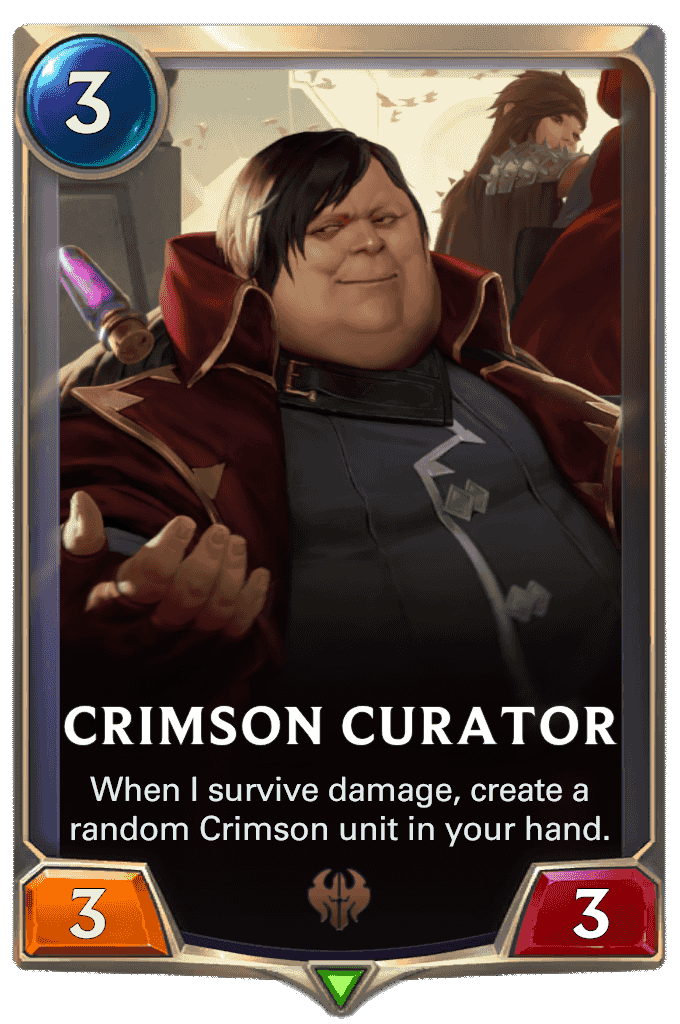 3
CRIMSON CURATOR
When I survive damage, create a
random Crimson unit in your hand.
3 3